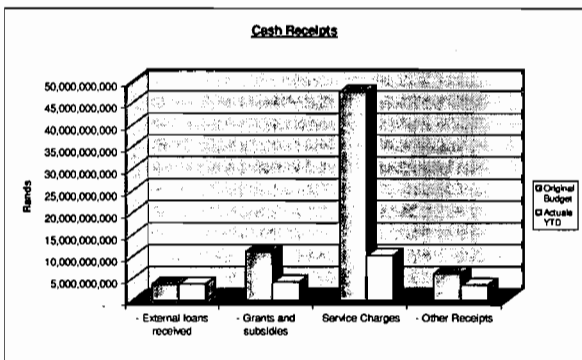 Cash Receipts
50,000,000,000
45,000,000,000
40,000,000,000
35,000,000,000
30,000,000,000
25,000,000,000
20,000,000,000
15,000,000,000
10,000,000,000
5,000,000,000
-
Rands
- External loans
received
- Grants and
subsidies
Service Charges
- Other Receipts
Original
Budget
Actuals
YTD